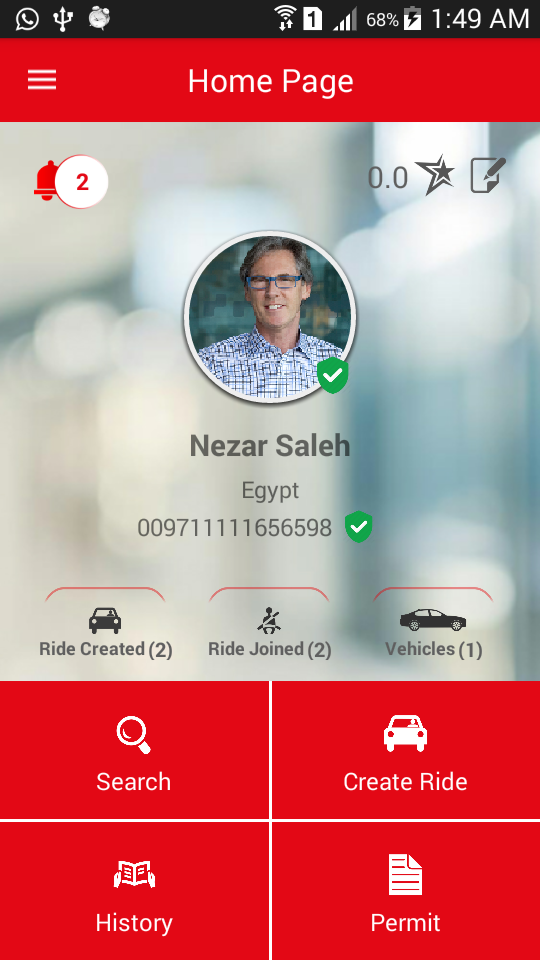 1 68% 1:49 AM
Home Page
2 0.0
Nezar Saleh
Egypt
009711111656598
Ride Created (2) Ride Joined (2) Vehicles (1)
Search Create Ride
History Permit